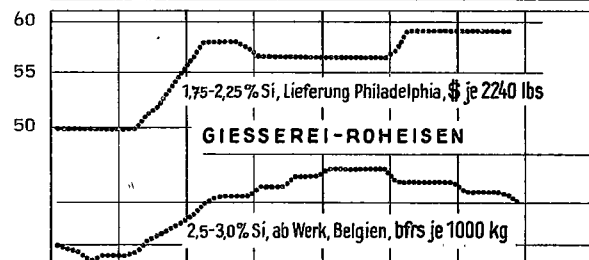 60
55
1,75-2,25 % Si, Lieferung Philadelphia, $ je 2240 lbs
50
GIESSEREI-ROHEISEN
2,5-3,0% Si, ab Werk, Belgien, bfrs je 1000 kg